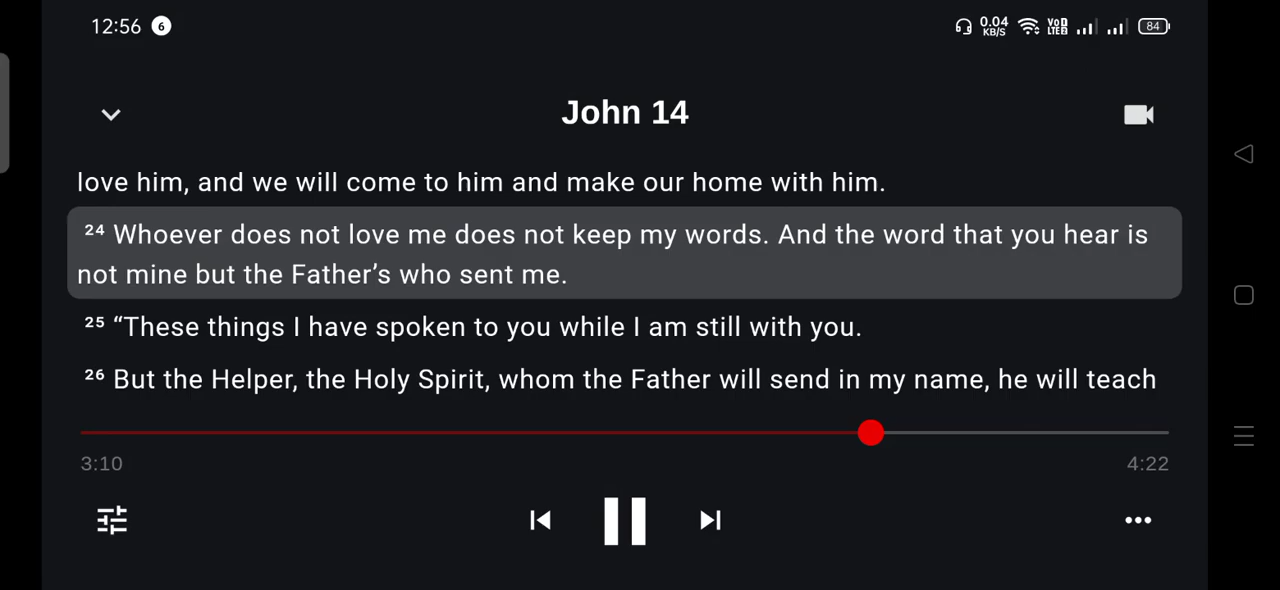 12:56 6 0.04 KB/S VoD LTE2 84
John 14
love him, and we will come to him and make our home with him.
24 Whoever does not love me does not keep my words. And the word that you hear is
not mine but the Father’s who sent me.
25 “These things I have spoken to you while I am still with you.
26 But the Helper, the Holy Spirit, whom the Father will send in my name, he will teach
3:10 4:22